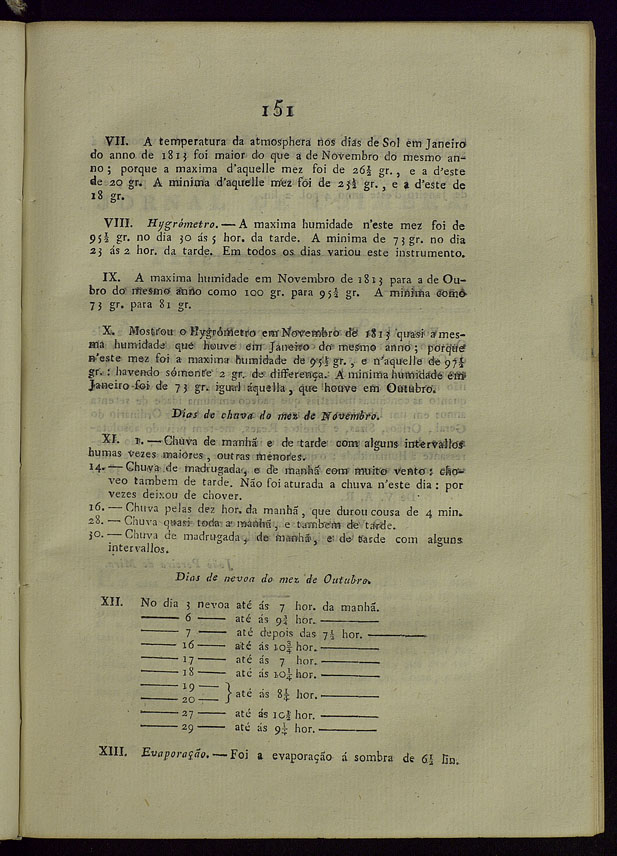 151
VII. A temperatura da atmosphera nos dias de Sol em Janeiro
do anno de 1813 foi maior do que a de Novembro do mesmo an-
no; porque a maxima d'aquelle mez foi de 26½ gr., e a d'este
de 20 gr. A minima d'aquelle mez foi de 23½ gr., e a d'este de
18 gr.
VIII. Hygrómetro. — A maxima humidade n'este mez foi de
95½ gr. no dia 30 ás 5 hor. da tarde. A minima de 73 gr. no dia
23 ás 2 hor. da tarde. Em todos os dias variou este instrumento.
IX. A maxima humidade em Novembro de 1813 para a de Ou-
bro do mesmo anno como 100 gr. para 95½ gr. A minima como
73 gr. para 81 gr.
X. Mostrou o Hygrómetro em Novembro de 1813 quasi a mes-
ma humidade que houve em Janeiro do mesmo anno; porque
n'este mez foi a maxima humidade de 95½ gr., e n'aquelle de 97½
gr.: havendo sómente 2 gr. de differença. A minima humidade em
Janeiro foi de 73 gr. igual áquella, que houve em Outubro.
Dias de chuva do mez de Novembro.
XI. 1. — Chuva de manhã e de tarde com alguns intervallos
humas vezes maiores, outras menores.
14. — Chuva de madrugada, e de manhã com muito vento: cho-
veo tambem de tarde. Não foi aturada a chuva n'este dia: por
vezes deixou de chover.
16. — Chuva pelas dez hor. da manhã, que durou cousa de 4 min.
28. — Chuva quasi toda a manhã, e tambem de tarde.
30. — Chuva de madrugada, de manhã, e de tarde com alguns
intervallos.
Dias de nevoa do mez de Outubro.
XII. No dia 3 nevoa até ás 7 hor. da manhã.
— 6 — até ás 9¾ hor. —
— 7 — até depois das 7½ hor. —
— 16 — até ás 10¾ hor. —
— 17 — até ás 7 hor. —
— 18 — até ás 10¼ hor. —
— 19 —
— 20 — } até ás 8½ hor. —
— 27 — até ás 10¾ hor. —
— 29 — até ás 9¼ hor. —
XIII. Evaporação. — Foi a evaporação á sombra de 6½ lin.